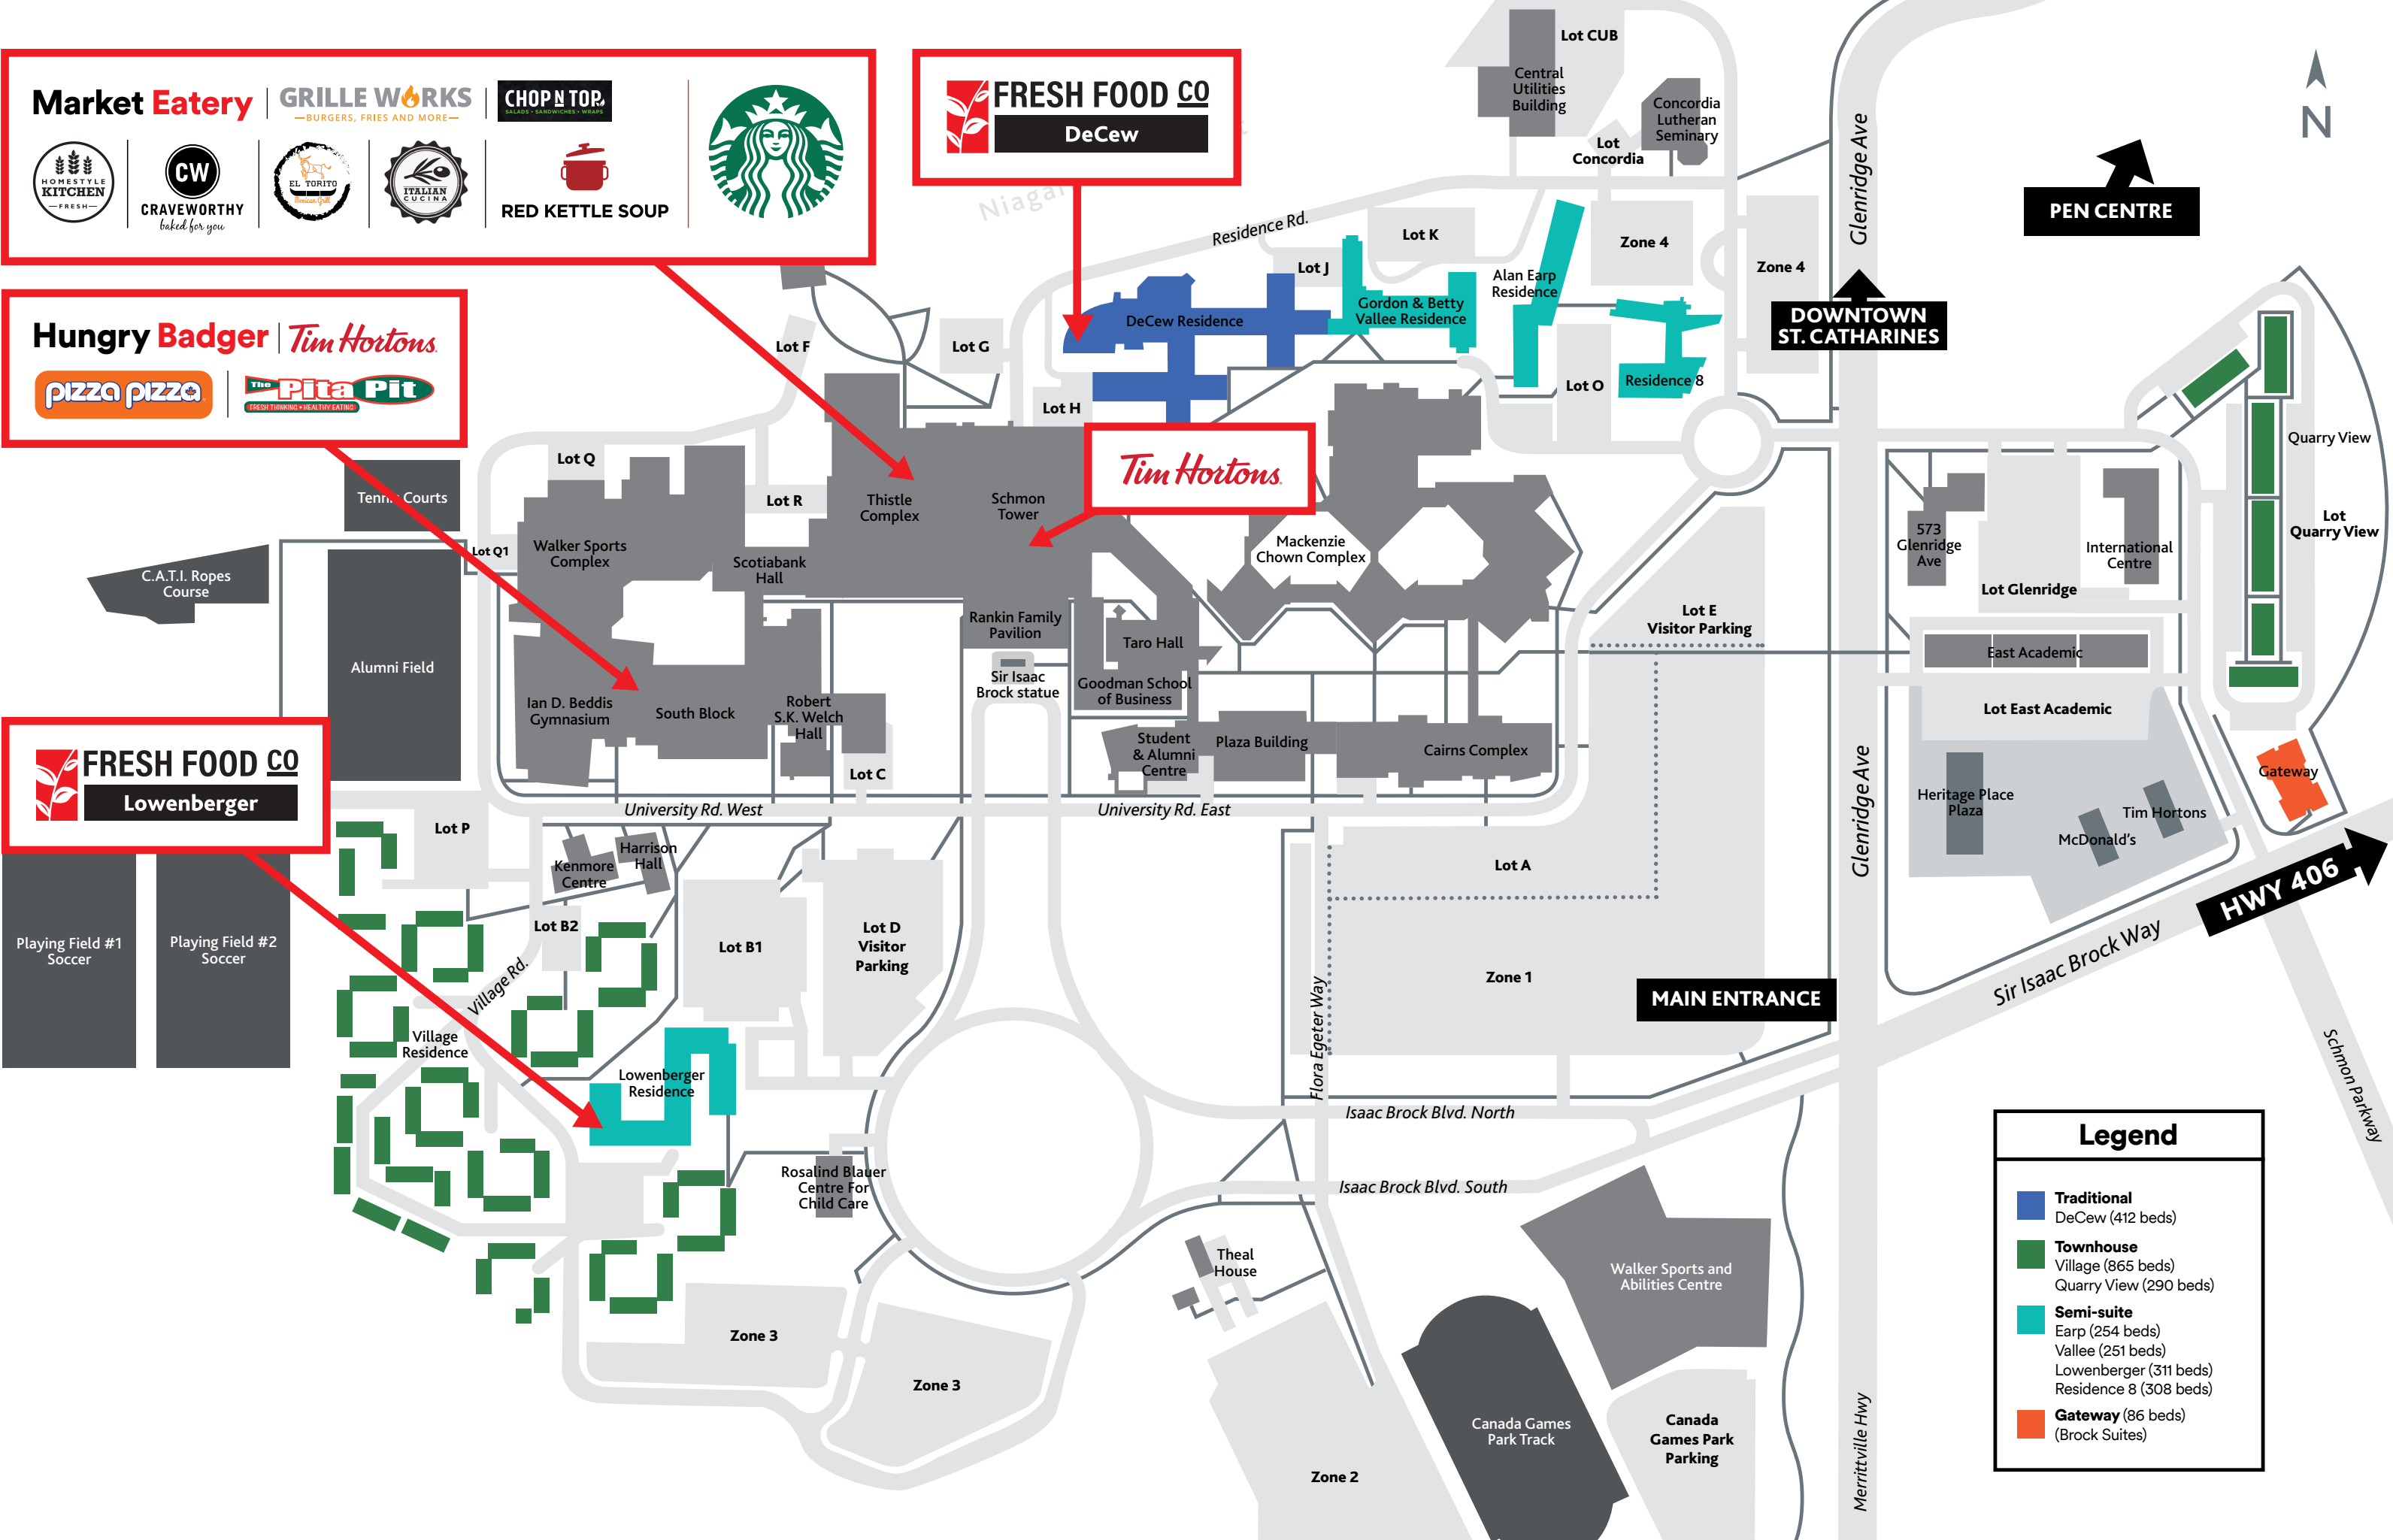 Market Eatery
GRILLE WORKS
BURGERS, FRIES AND MORE
CHOP N TOP
SALADS • SANDWICHES • WRAPS
HOMESTYLE
KITCHEN
FRESH
CW
CRAVEWORTHY
baked for you
EL TORITO
Mexican Grill
ITALIAN
CUCINA
RED KETTLE SOUP
FRESH FOOD CO
DeCew
Hungry Badger
Tim Hortons
pizza pizza
The Pita Pit
FRESH THINKING • HEALTHY EATING
FRESH FOOD CO
Lowenberger
Tim Hortons
Niagar
Lot CUB
Central
Utilities
Building
Concordia
Lutheran
Seminary
Lot
Concordia
Glenridge Ave
N
PEN CENTRE
DOWNTOWN
ST. CATHARINES
Residence Rd.
Lot K
Lot J
Zone 4
Zone 4
Alan Earp
Residence
Gordon & Betty
Vallee Residence
DeCew Residence
Residence 8
Lot O
Lot F
Lot G
Lot H
Lot Q
Lot R
Lot Q1
Tennis Courts
C.A.T.I. Ropes
Course
Alumni Field
Walker Sports
Complex
Scotiabank
Hall
Thistle
Complex
Schmon
Tower
Mackenzie
Chown Complex
Rankin Family
Pavilion
Taro Hall
Sir Isaac
Brock statue
Goodman School
of Business
Ian D. Beddis
Gymnasium
South Block
Robert
S.K. Welch
Hall
Lot C
Student
& Alumni
Centre
Plaza Building
Cairns Complex
Lot E
Visitor Parking
573
Glenridge
Ave
International
Centre
Lot Glenridge
Quarry View
Lot
Quarry View
East Academic
Lot East Academic
Heritage Place
Plaza
McDonald's
Tim Hortons
Gateway
HWY 406
University Rd. West
University Rd. East
Glenridge Ave
Lot P
Kenmore
Centre
Harrison
Hall
Lot B2
Lot B1
Lot D
Visitor
Parking
Lot A
Zone 1
MAIN ENTRANCE
Sir Isaac Brock Way
Schmon Parkway
Playing Field #1
Soccer
Playing Field #2
Soccer
Village Rd.
Village
Residence
Lowenberger
Residence
Flora Egeter Way
Isaac Brock Blvd. North
Isaac Brock Blvd. South
Rosalind Blauer
Centre For
Child Care
Theal
House
Walker Sports and
Abilities Centre
Zone 3
Zone 3
Zone 2
Canada Games
Park Track
Canada
Games Park
Parking
Merrittville Hwy
Legend
Traditional
DeCew (412 beds)
Townhouse
Village (865 beds)
Quarry View (290 beds)
Semi-suite
Earp (254 beds)
Vallee (251 beds)
Lowenberger (311 beds)
Residence 8 (308 beds)
Gateway (86 beds)
(Brock Suites)